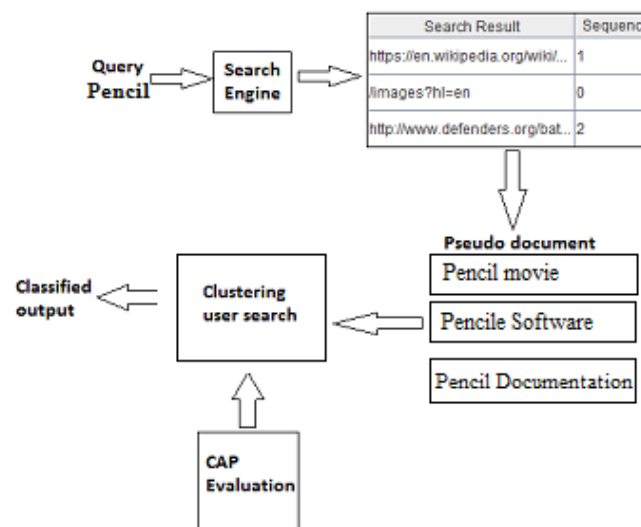 Query
Pencil
Search
Engine
Search Result Sequenc
https://en.wikipedia.org/wiki/... 1
/images?hl=en 0
http://www.defenders.org/bat... 2
Pseudo document
Pencil movie
Pencile Software
Pencil Documentation
Clustering
user search
Classified
output
CAP
Evaluation